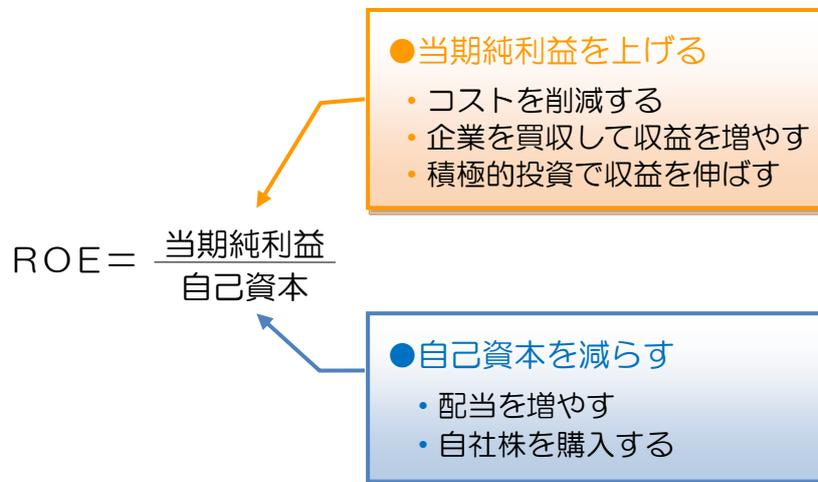 ●当期純利益を上げる
・コストを削減する
・企業を買収して収益を増やす
・積極的投資で収益を伸ばす
ROE＝ 当期純利益
自己資本
●自己資本を減らす
・配当を増やす
・自社株を購入する